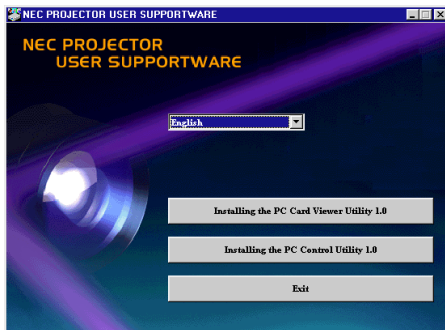 NEC PROJECTOR USER SUPPORTWARE
NEC PROJECTOR
USER SUPPORTWARE
English
Installing the PC Card Viewer Utility 1.0
Installing the PC Control Utility 1.0
Exit